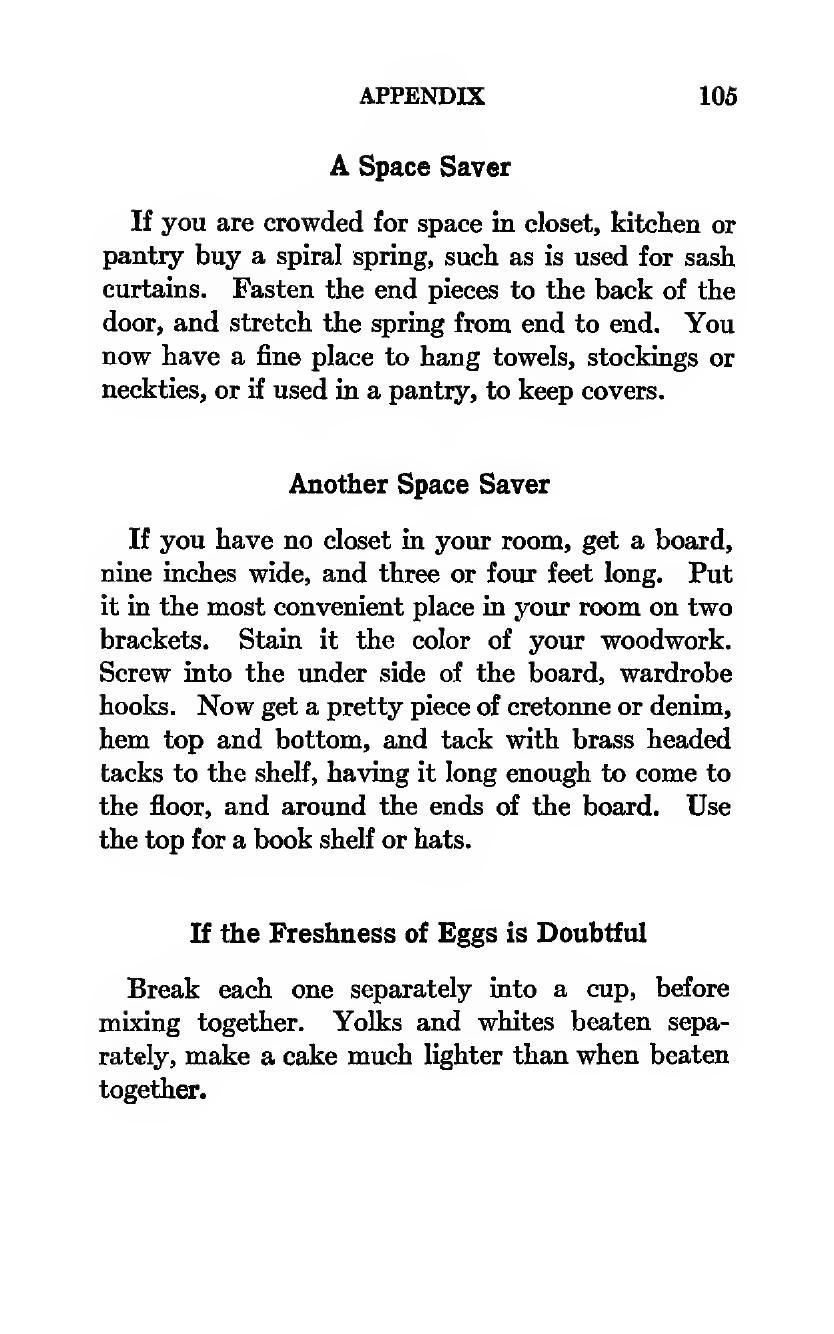 APPENDIX 105
A Space Saver
If you are crowded for space in closet, kitchen or
pantry buy a spiral spring, such as is used for sash
curtains. Fasten the end pieces to the back of the
door, and stretch the spring from end to end. You
now have a fine place to hang towels, stockings or
neckties, or if used in a pantry, to keep covers.
Another Space Saver
If you have no closet in your room, get a board,
nine inches wide, and three or four feet long. Put
it in the most convenient place in your room on two
brackets. Stain it the color of your woodwork.
Screw into the under side of the board, wardrobe
hooks. Now get a pretty piece of cretonne or denim,
hem top and bottom, and tack with brass headed
tacks to the shelf, having it long enough to come to
the floor, and around the ends of the board. Use
the top for a book shelf or hats.
If the Freshness of Eggs is Doubtful
Break each one separately into a cup, before
mixing together. Yolks and whites beaten sepa-
rately, make a cake much lighter than when beaten
together.